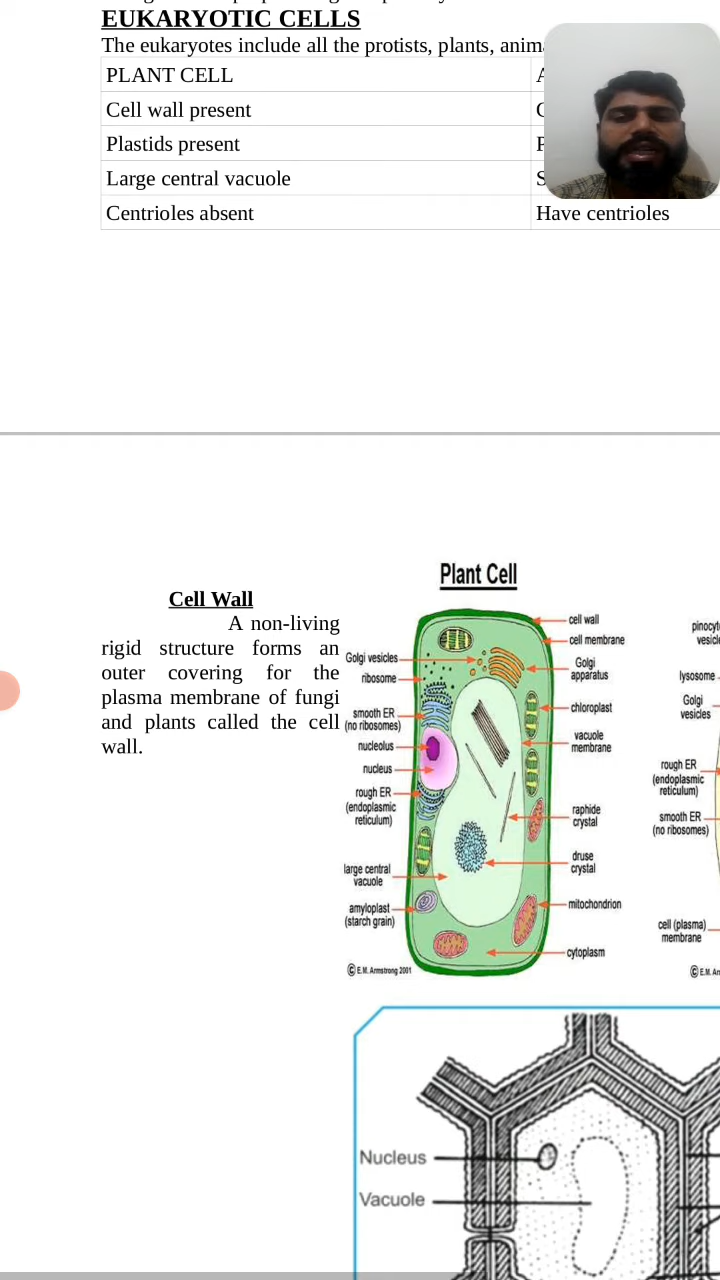 EUKARYOTIC CELLS
The eukaryotes include all the protists, plants,
PLANT CELL
Cell wall present
Plastids present
Large central vacuole
Centrioles absent
Have centrioles
Plant Cell
Cell Wall
A non-living
rigid structure forms an
outer covering for the
plasma membrane of fungi
and plants called the cell
wall.
Golgi vesicles
ribosome
smooth ER
(no ribosomes)
nucleolus
nucleus
rough ER
(endoplasmic
reticulum)
large central
vacuole
amyloplast
(starch grain)
© E.M. Armstrong 2001
cell wall
cell membrane
Golgi
apparatus
chloroplast
vacuole
membrane
raphide
crystal
druse
crystal
mitochondrion
cytoplasm
lysosome
Golgi
vesicles
rough ER
(endoplasmic
reticulum)
smooth ER
(no ribosomes)
cell (plasma)
membrane
© E.M.
Nucleus
Vacuole